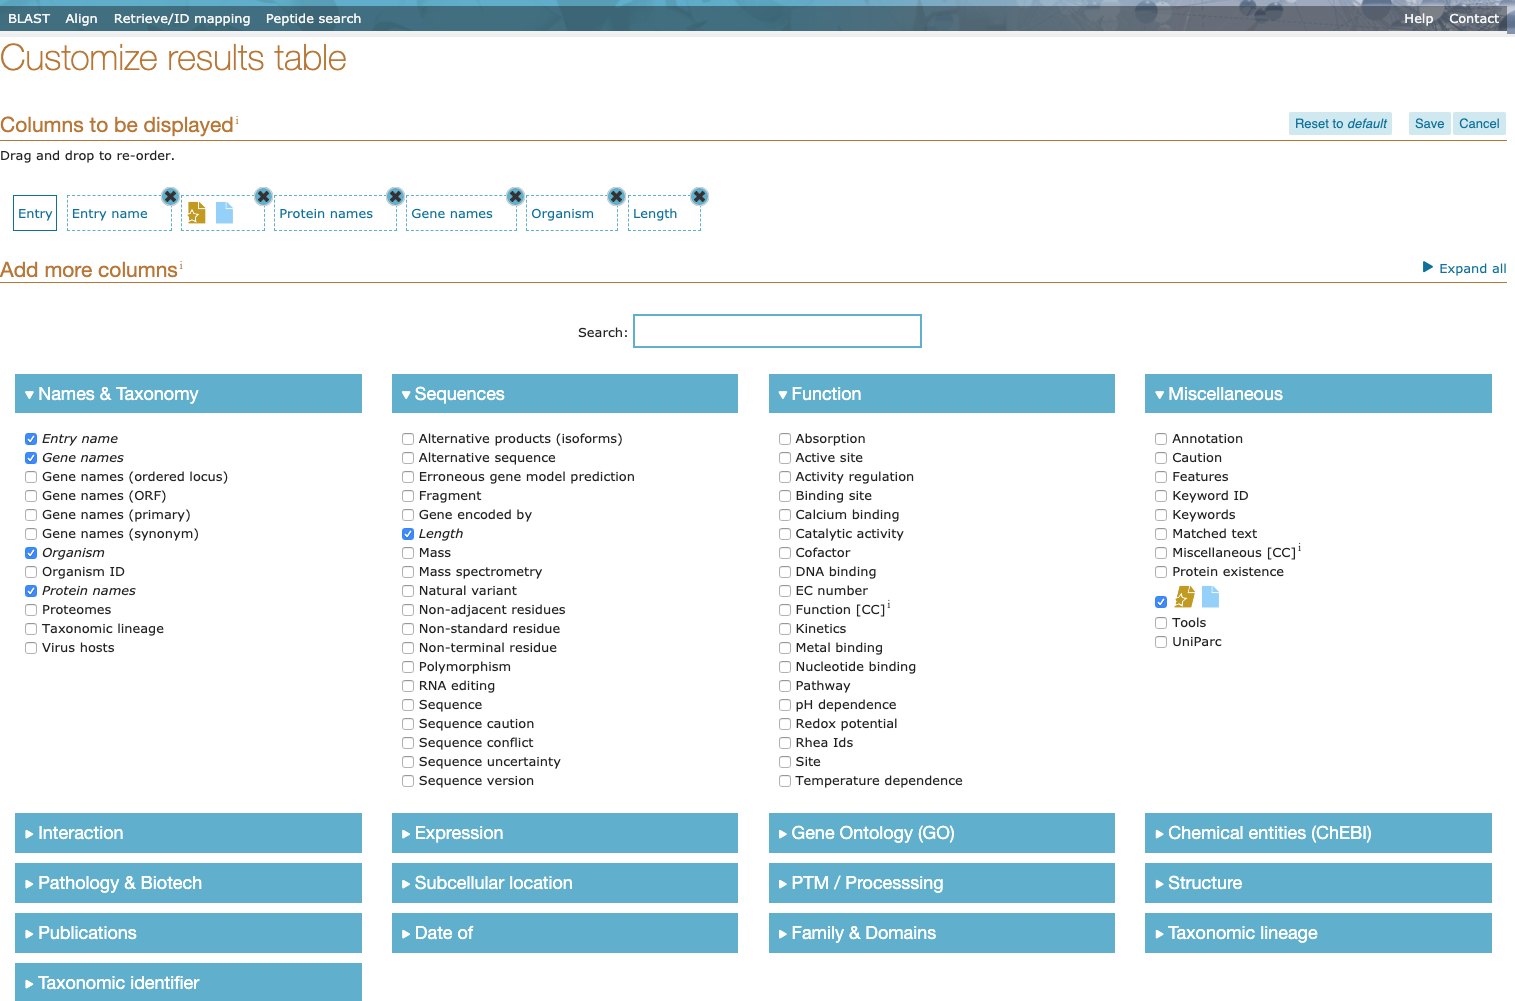 BLAST Align Retrieve/ID mapping Peptide search Help Contact
Customize results table
Columns to be displayed i Reset to default Save Cancel
Drag and drop to re-order.
Entry Entry name Protein names Gene names Organism Length
Add more columns i Expand all
Search:
Names & Taxonomy
Entry name
Gene names
Gene names (ordered locus)
Gene names (ORF)
Gene names (primary)
Gene names (synonym)
Organism
Organism ID
Protein names
Proteomes
Taxonomic lineage
Virus hosts
Sequences
Alternative products (isoforms)
Alternative sequence
Erroneous gene model prediction
Fragment
Gene encoded by
Length
Mass
Mass spectrometry
Natural variant
Non-adjacent residues
Non-standard residue
Non-terminal residue
Polymorphism
RNA editing
Sequence
Sequence caution
Sequence conflict
Sequence uncertainty
Sequence version
Function
Absorption
Active site
Activity regulation
Binding site
Calcium binding
Catalytic activity
Cofactor
DNA binding
EC number
Function [CC] i
Kinetics
Metal binding
Nucleotide binding
Pathway
pH dependence
Redox potential
Rhea Ids
Site
Temperature dependence
Miscellaneous
Annotation
Caution
Features
Keyword ID
Keywords
Matched text
Miscellaneous [CC] i
Protein existence
Tools
UniParc
Interaction Expression Gene Ontology (GO) Chemical entities (ChEBI)
Pathology & Biotech Subcellular location PTM / Processsing Structure
Publications Date of Family & Domains Taxonomic lineage
Taxonomic identifier